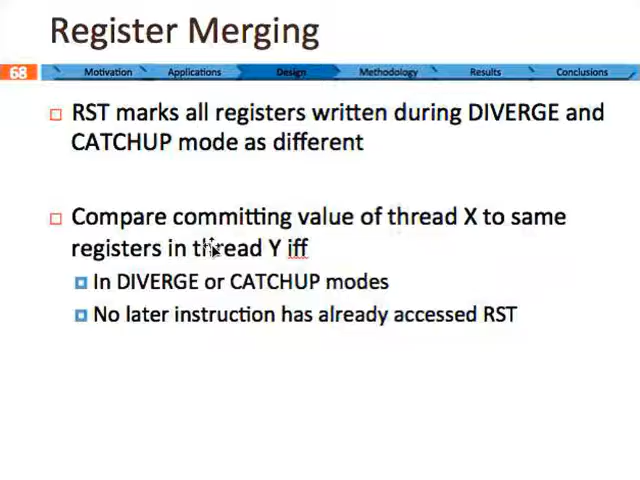 Register Merging
68
Motivation Applications Design Methodology Results Conclusions
RST marks all registers written during DIVERGE and
CATCHUP mode as different
Compare committing value of thread X to same
registers in thread Y iff
In DIVERGE or CATCHUP modes
No later instruction has already accessed RST